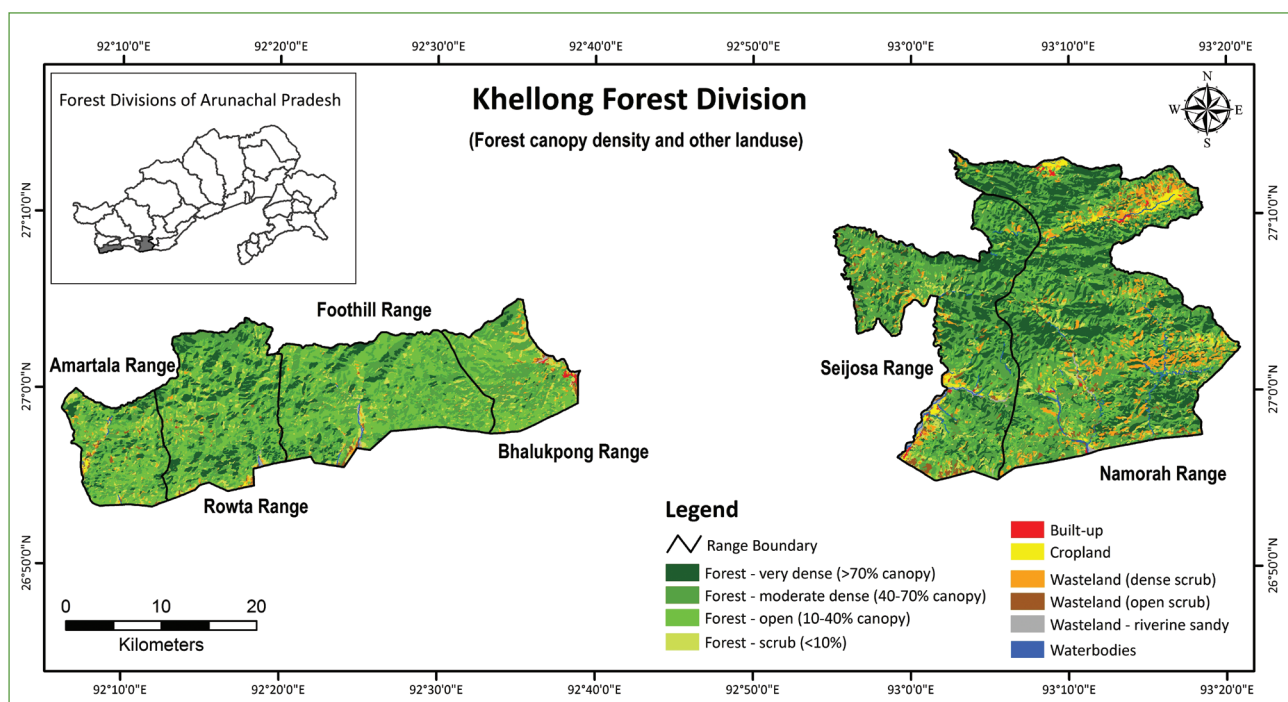 92°10'0"E 92°20'0"E 92°30'0"E 92°40'0"E 92°50'0"E 93°0'0"E 93°10'0"E 93°20'0"E
Forest Divisions of Arunachal Pradesh
Khellong Forest Division
(Forest canopy density and other landuse)
N
W E
S
27°10'0"N
27°10'0"N
Foothill Range
Amartala Range
Seijosa Range
27°0'0"N
27°0'0"N
Bhalukpong Range
Namorah Range
Rowta Range
26°50'0"N
26°50'0"N
Legend
Range Boundary
Forest - very dense (>70% canopy)
Forest - moderate dense (40-70% canopy)
Forest - open (10-40% canopy)
Forest - scrub (<10%)
Built-up
Cropland
Wasteland (dense scrub)
Wasteland (open scrub)
Wasteland - riverine sandy
Waterbodies
0 10 20
Kilometers
92°10'0"E 92°20'0"E 92°30'0"E 92°40'0"E 92°50'0"E 93°0'0"E 93°10'0"E 93°20'0"E